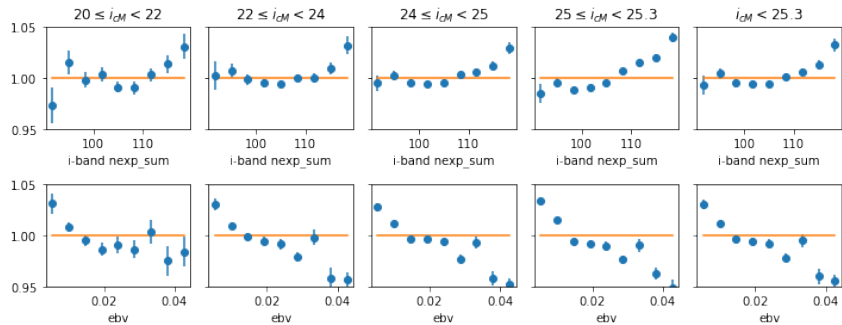 20 ≤ i_cM < 22 22 ≤ i_cM < 24 24 ≤ i_cM < 25 25 ≤ i_cM < 25.3 i_cM < 25.3
1.05
1.00
0.95
100 110 100 110 100 110 100 110 100 110
i-band nexp_sum i-band nexp_sum i-band nexp_sum i-band nexp_sum i-band nexp_sum
1.05
1.00
0.95
0.02 0.04 0.02 0.04 0.02 0.04 0.02 0.04 0.02 0.04
ebv ebv ebv ebv ebv